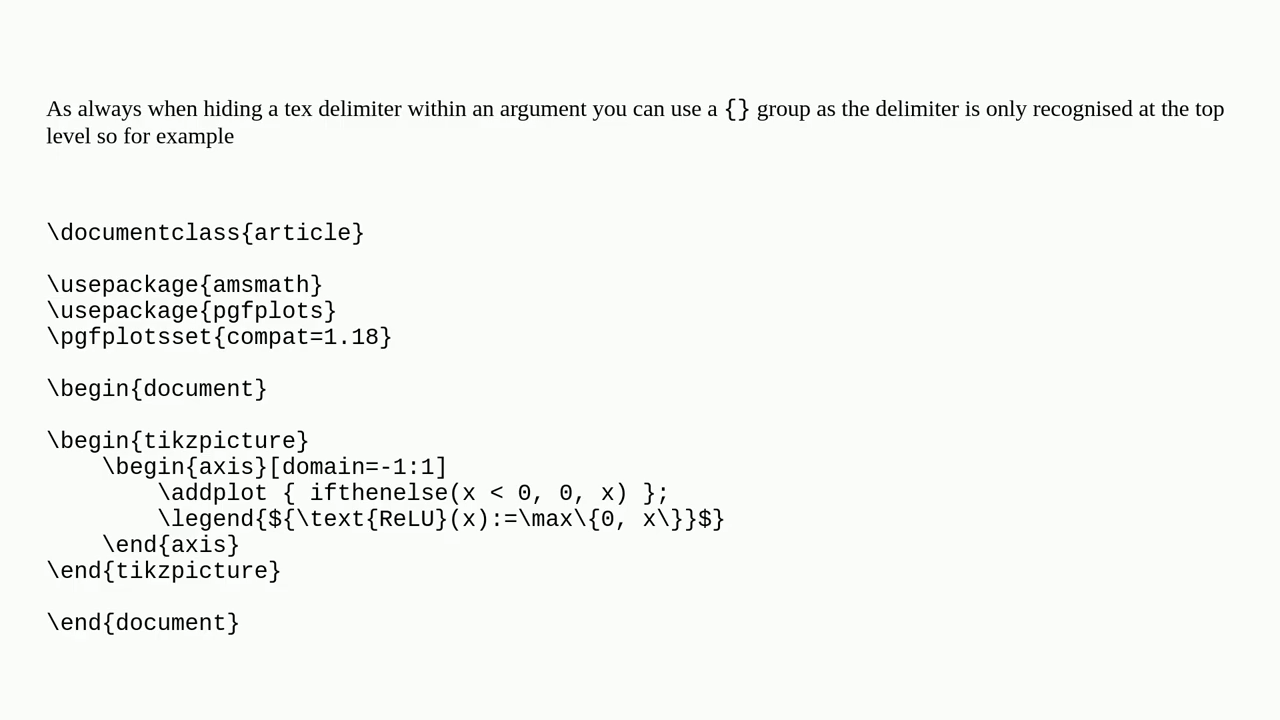 As always when hiding a tex delimiter within an argument you can use a {} group as the delimiter is only recognised at the top
level so for example
\documentclass{article}
\usepackage{amsmath}
\usepackage{pgfplots}
\pgfplotsset{compat=1.18}
\begin{document}
\begin{tikzpicture}
    \begin{axis}[domain=-1:1]
        \addplot { ifthenelse(x < 0, 0, x) };
        \legend{${\text{ReLU}(x):=\max\{0, x\}}$}
    \end{axis}
\end{tikzpicture}
\end{document}